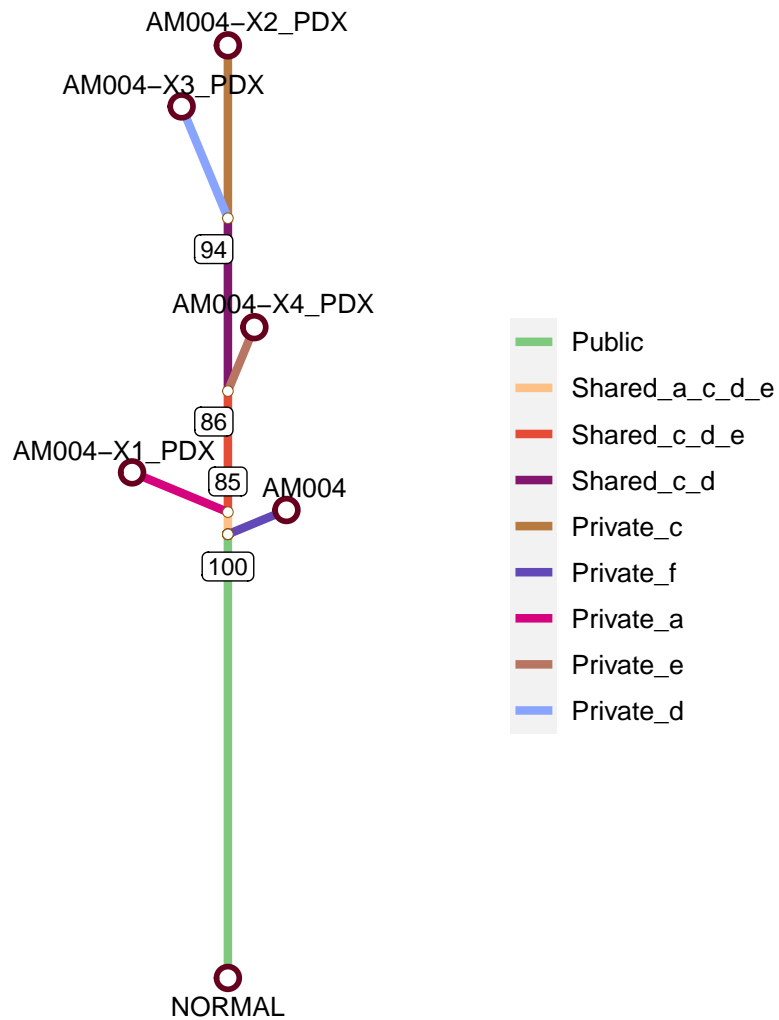 AM004−X2_PDX
AM004−X3_PDX
94
AM004−X4_PDX
86
AM004−X1_PDX
85
AM004
100
NORMAL
Public
Shared_a_c_d_e
Shared_c_d_e
Shared_c_d
Private_c
Private_f
Private_a
Private_e
Private_d